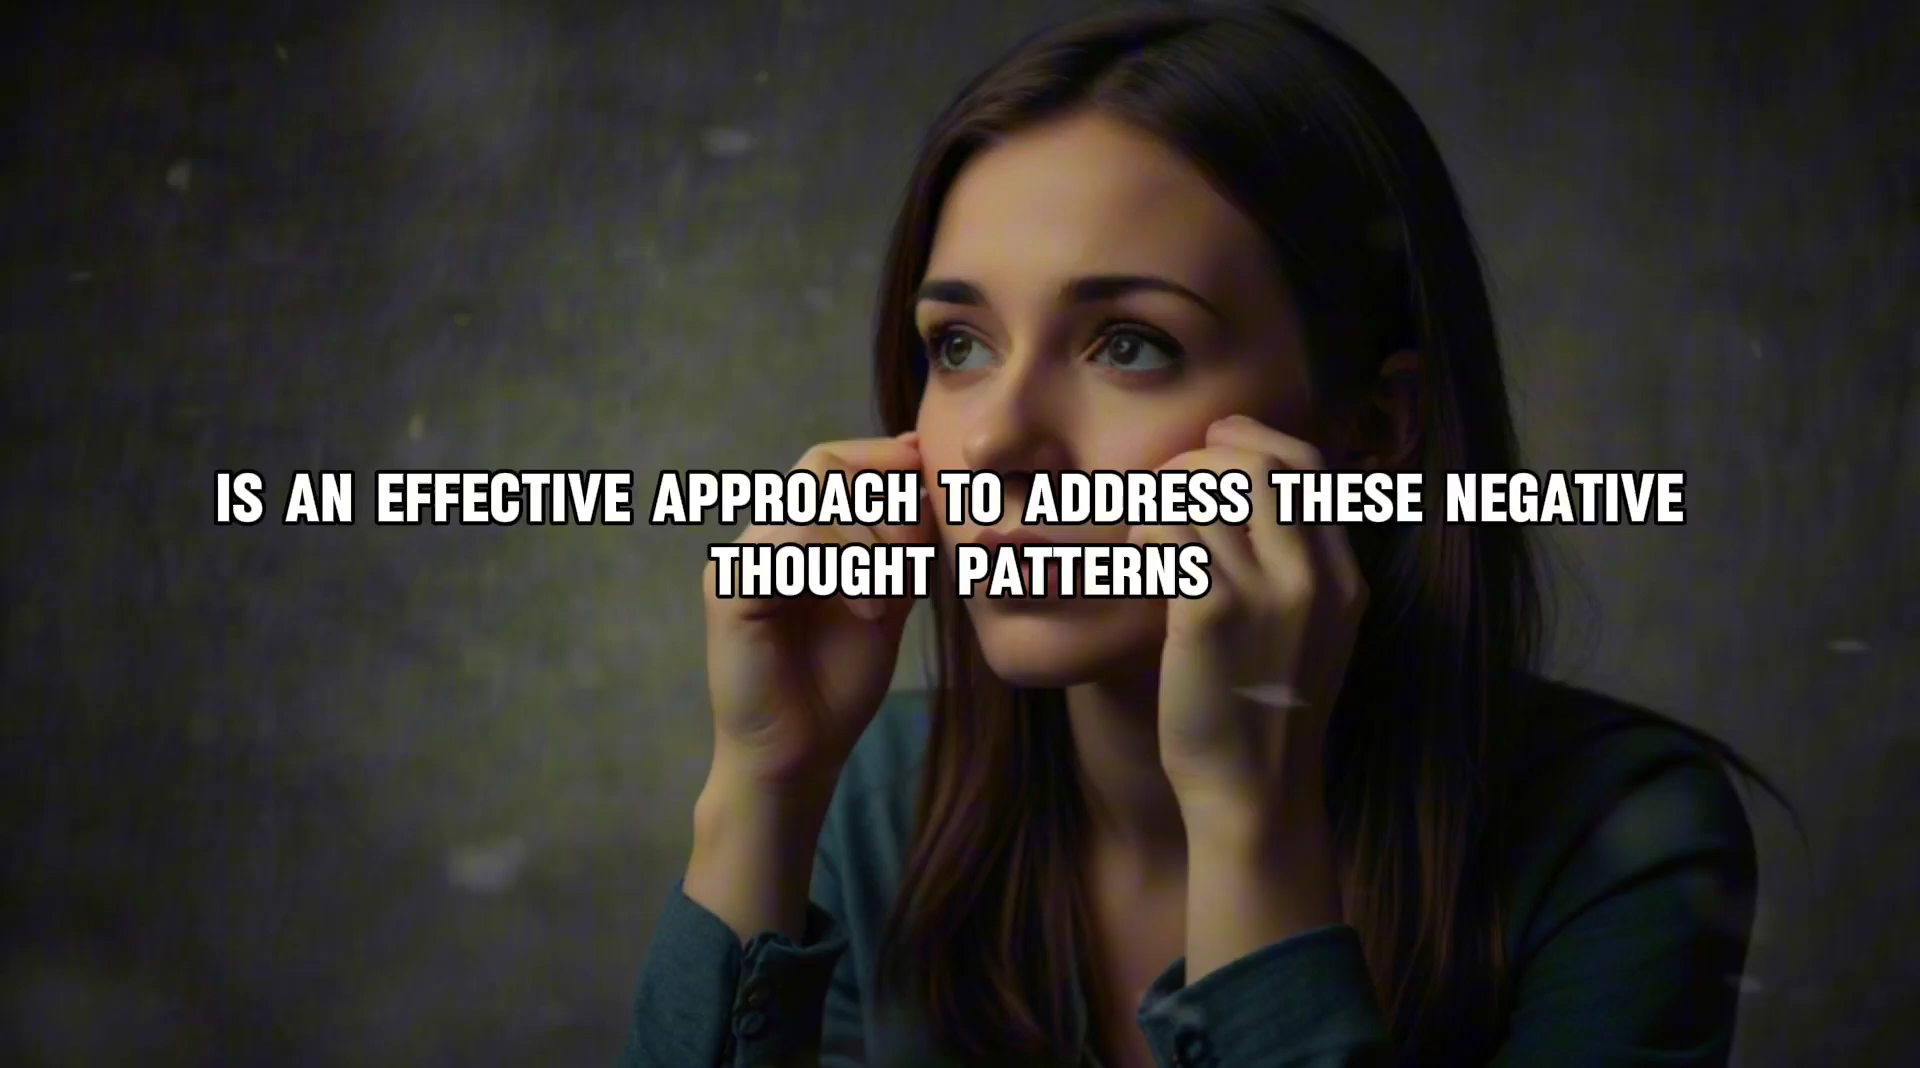 IS AN EFFECTIVE APPROACH TO ADDRESS THESE NEGATIVE
THOUGHT PATTERNS